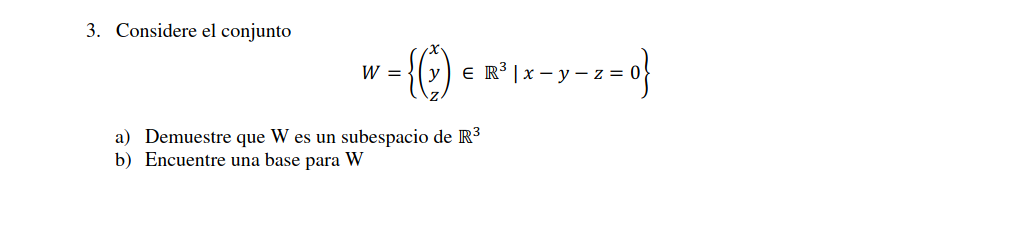 3. Considere el conjunto
W = {(x y z) ∈ ℝ³ | x − y − z = 0}
a) Demuestre que W es un subespacio de ℝ³
b) Encuentre una base para W